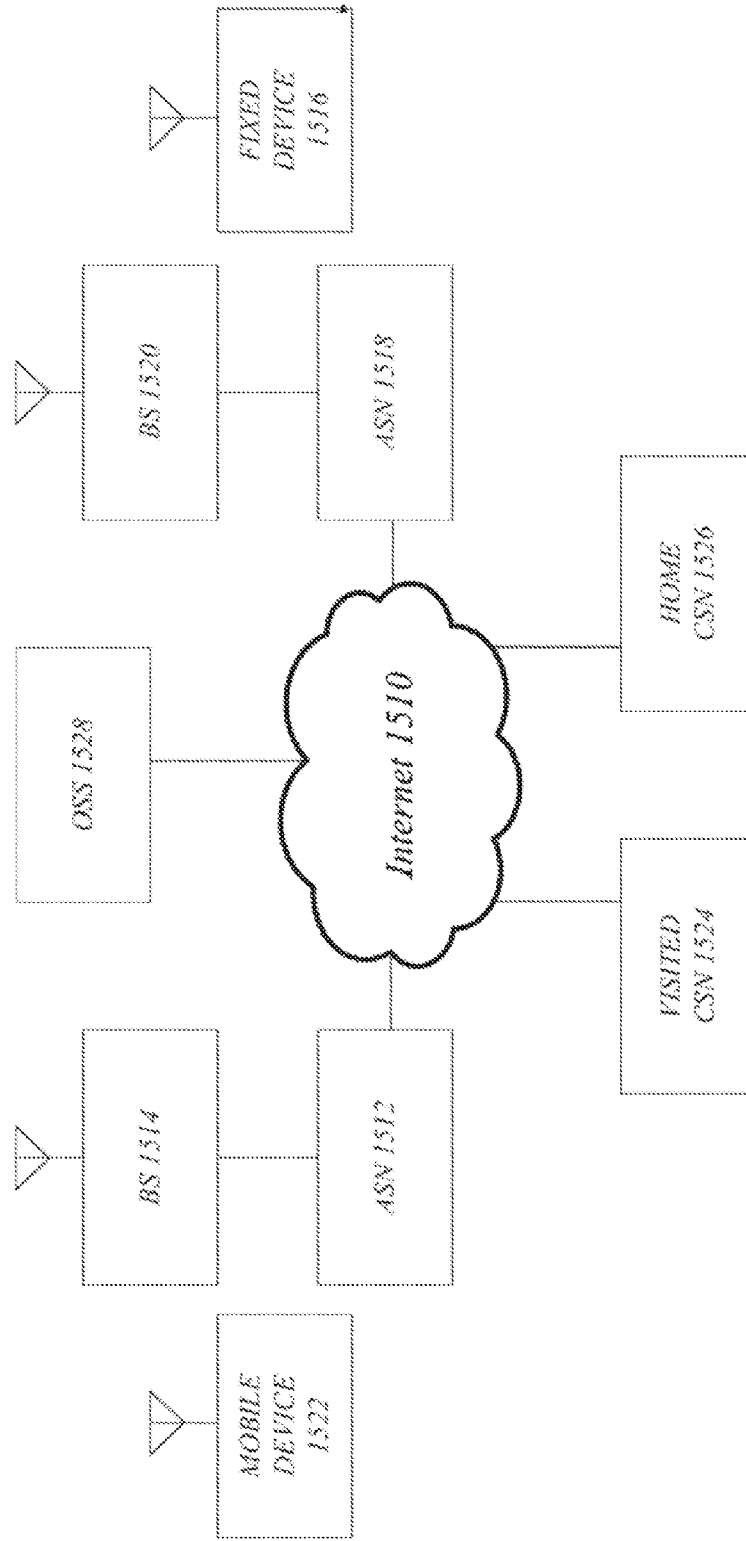 MOBILE
DEVICE
1522
BS 1514
ASN 1512
OSS 1528
Internet 1510
VISITED
CSN 1524
HOME
CSN 1526
BS 1520
ASN 1518
FIXED
DEVICE
1516